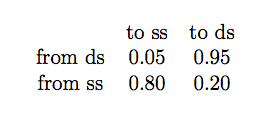 to ss to ds
from ds 0.05 0.95
from ss 0.80 0.20